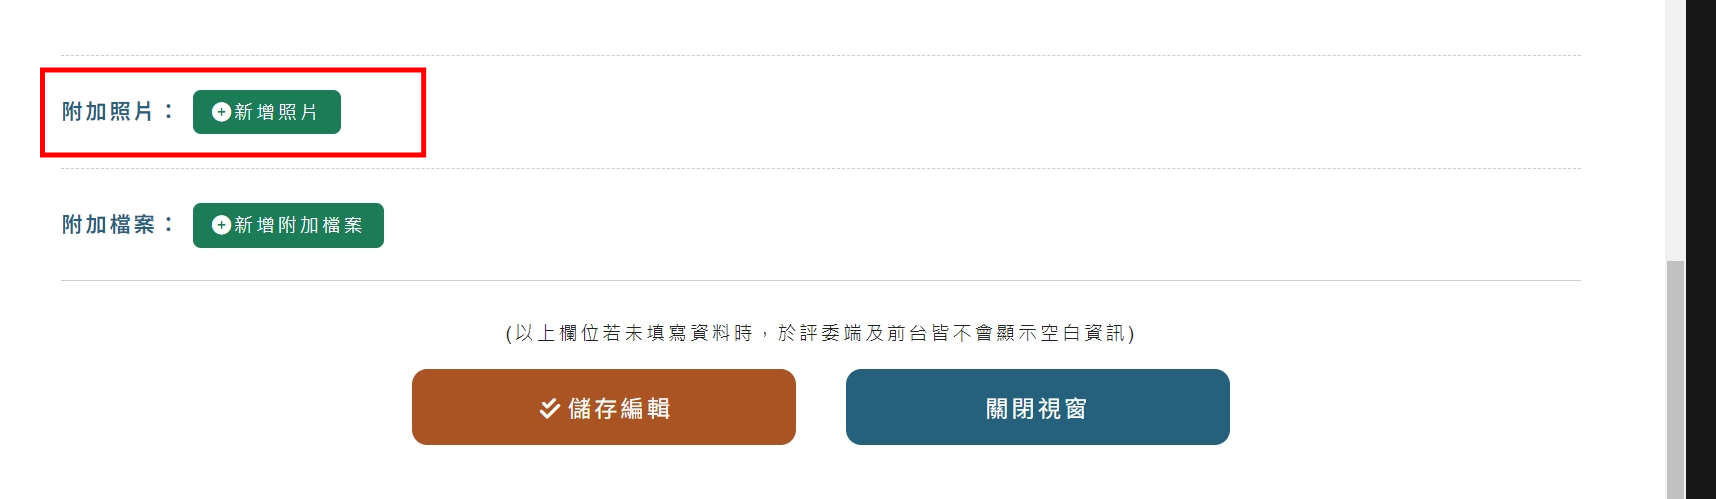 附加照片：
新增照片
附加檔案：
新增附加檔案
(以上欄位若未填寫資料時，於評委端及前台皆不會顯示空白資訊)
儲存編輯
關閉視窗